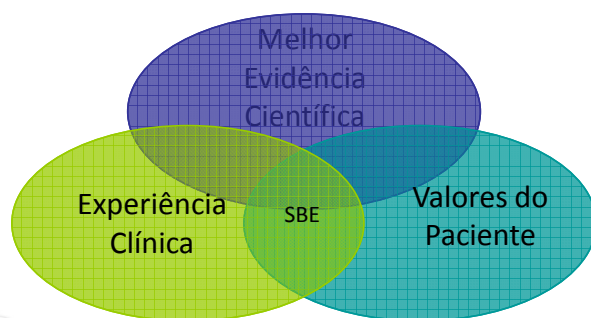 Melhor
Evidência
Científica
Experiência
Clínica
SBE
Valores do
Paciente